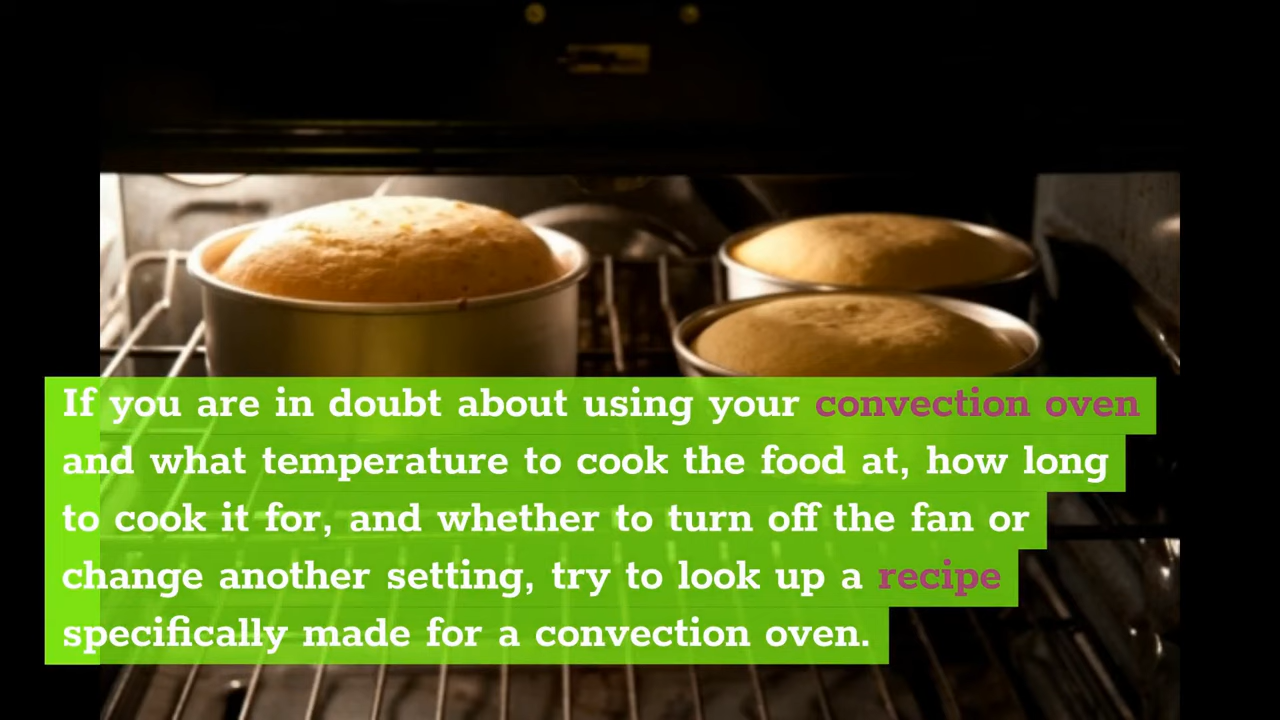 If you are in doubt about using your convection oven
and what temperature to cook the food at, how long
to cook it for, and whether to turn off the fan or
change another setting, try to look up a recipe
specifically made for a convection oven.